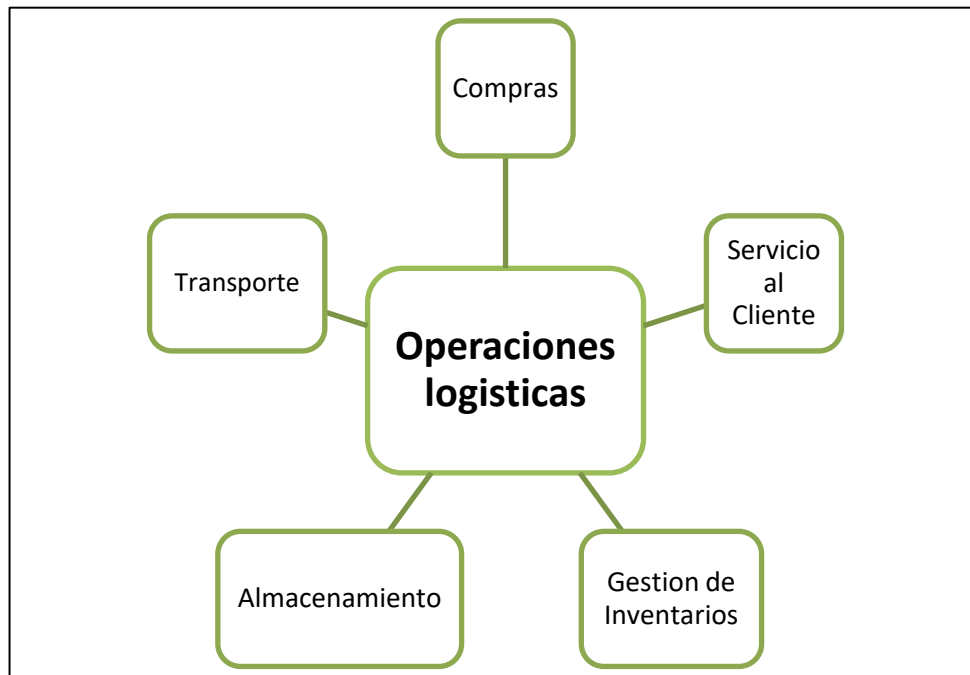 Compras
Transporte
Servicio
al
Cliente
Operaciones
logisticas
Almacenamiento
Gestion de
Inventarios